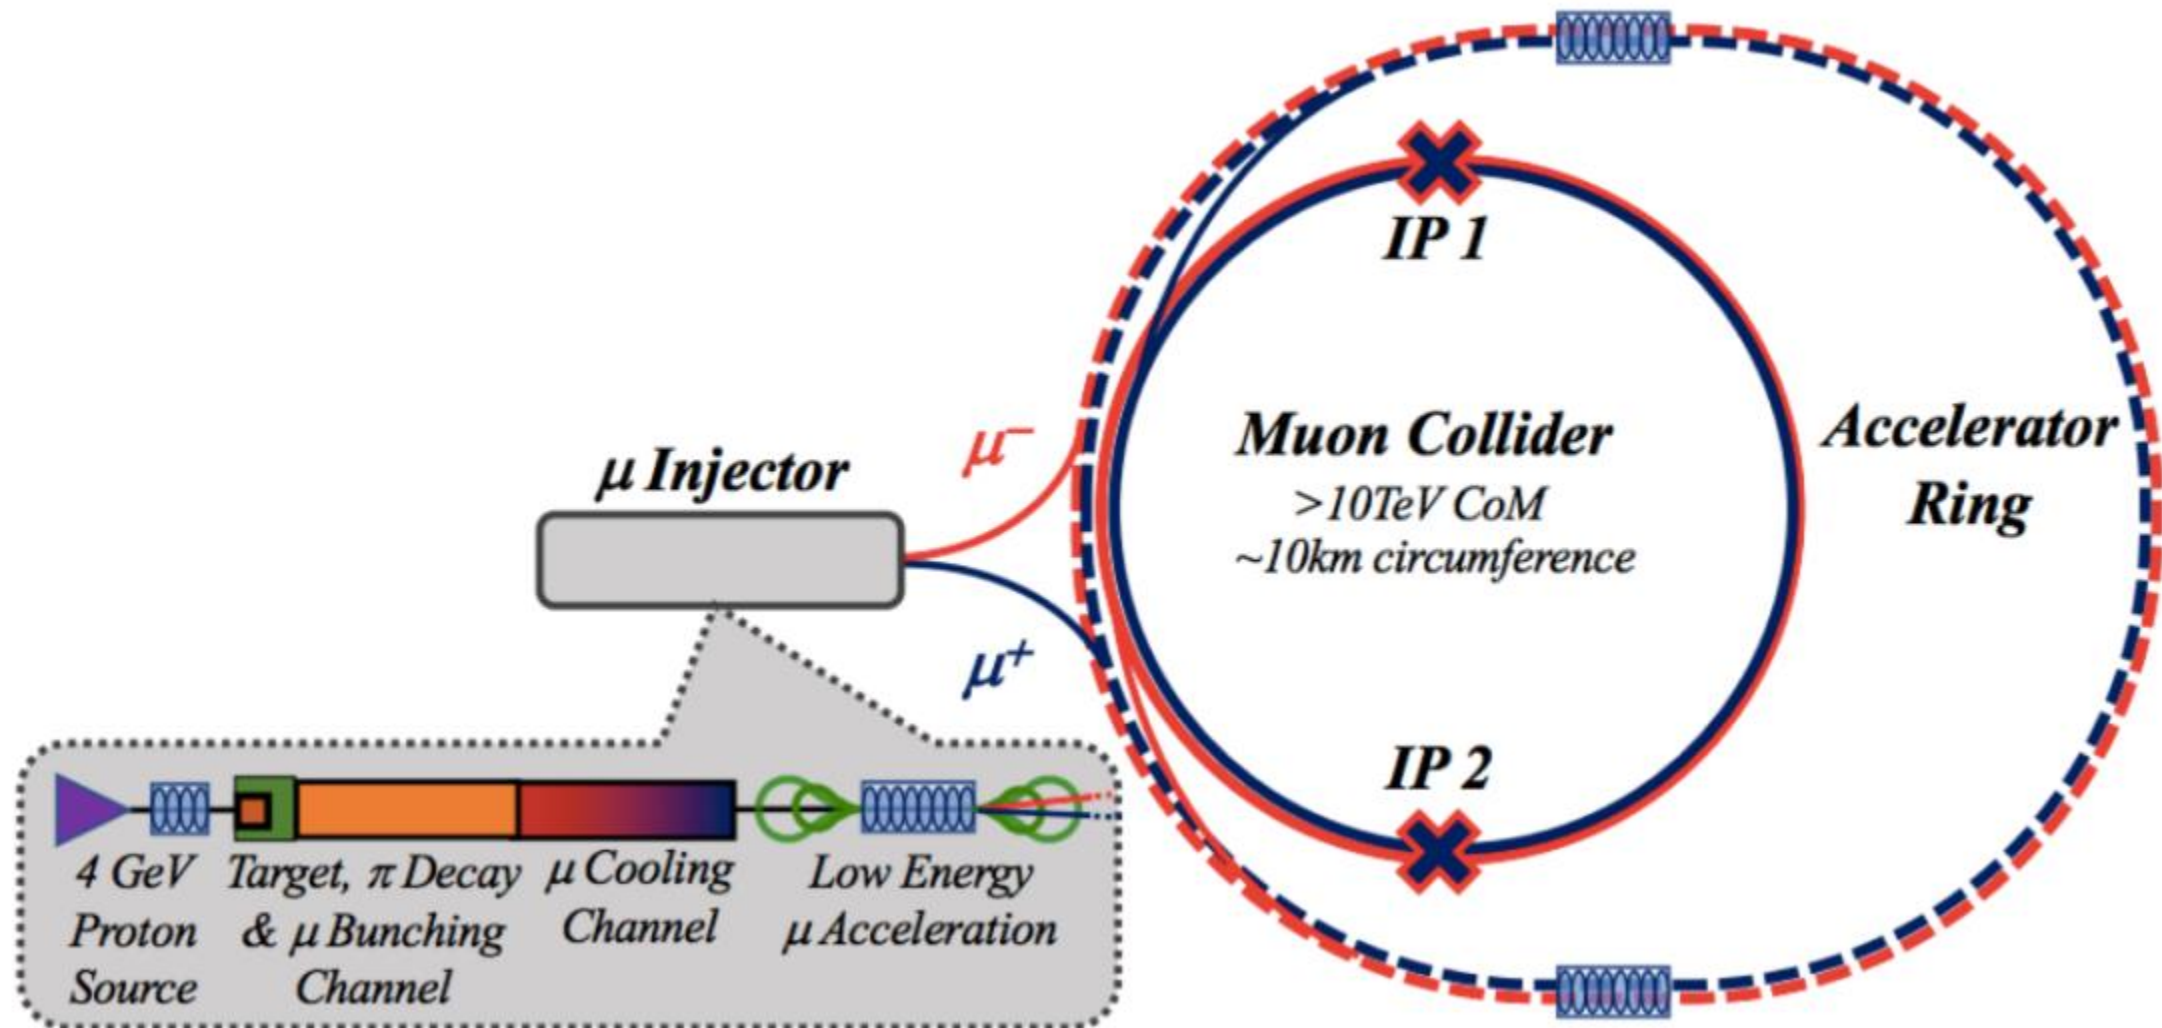 IP 1
μ Injector
μ⁻
μ⁺
Muon Collider
>10TeV CoM
~10km circumference
Accelerator
Ring
IP 2
4 GeV
Proton
Source
Target, π Decay
& μ Bunching
Channel
μ Cooling
Channel
Low Energy
μ Acceleration